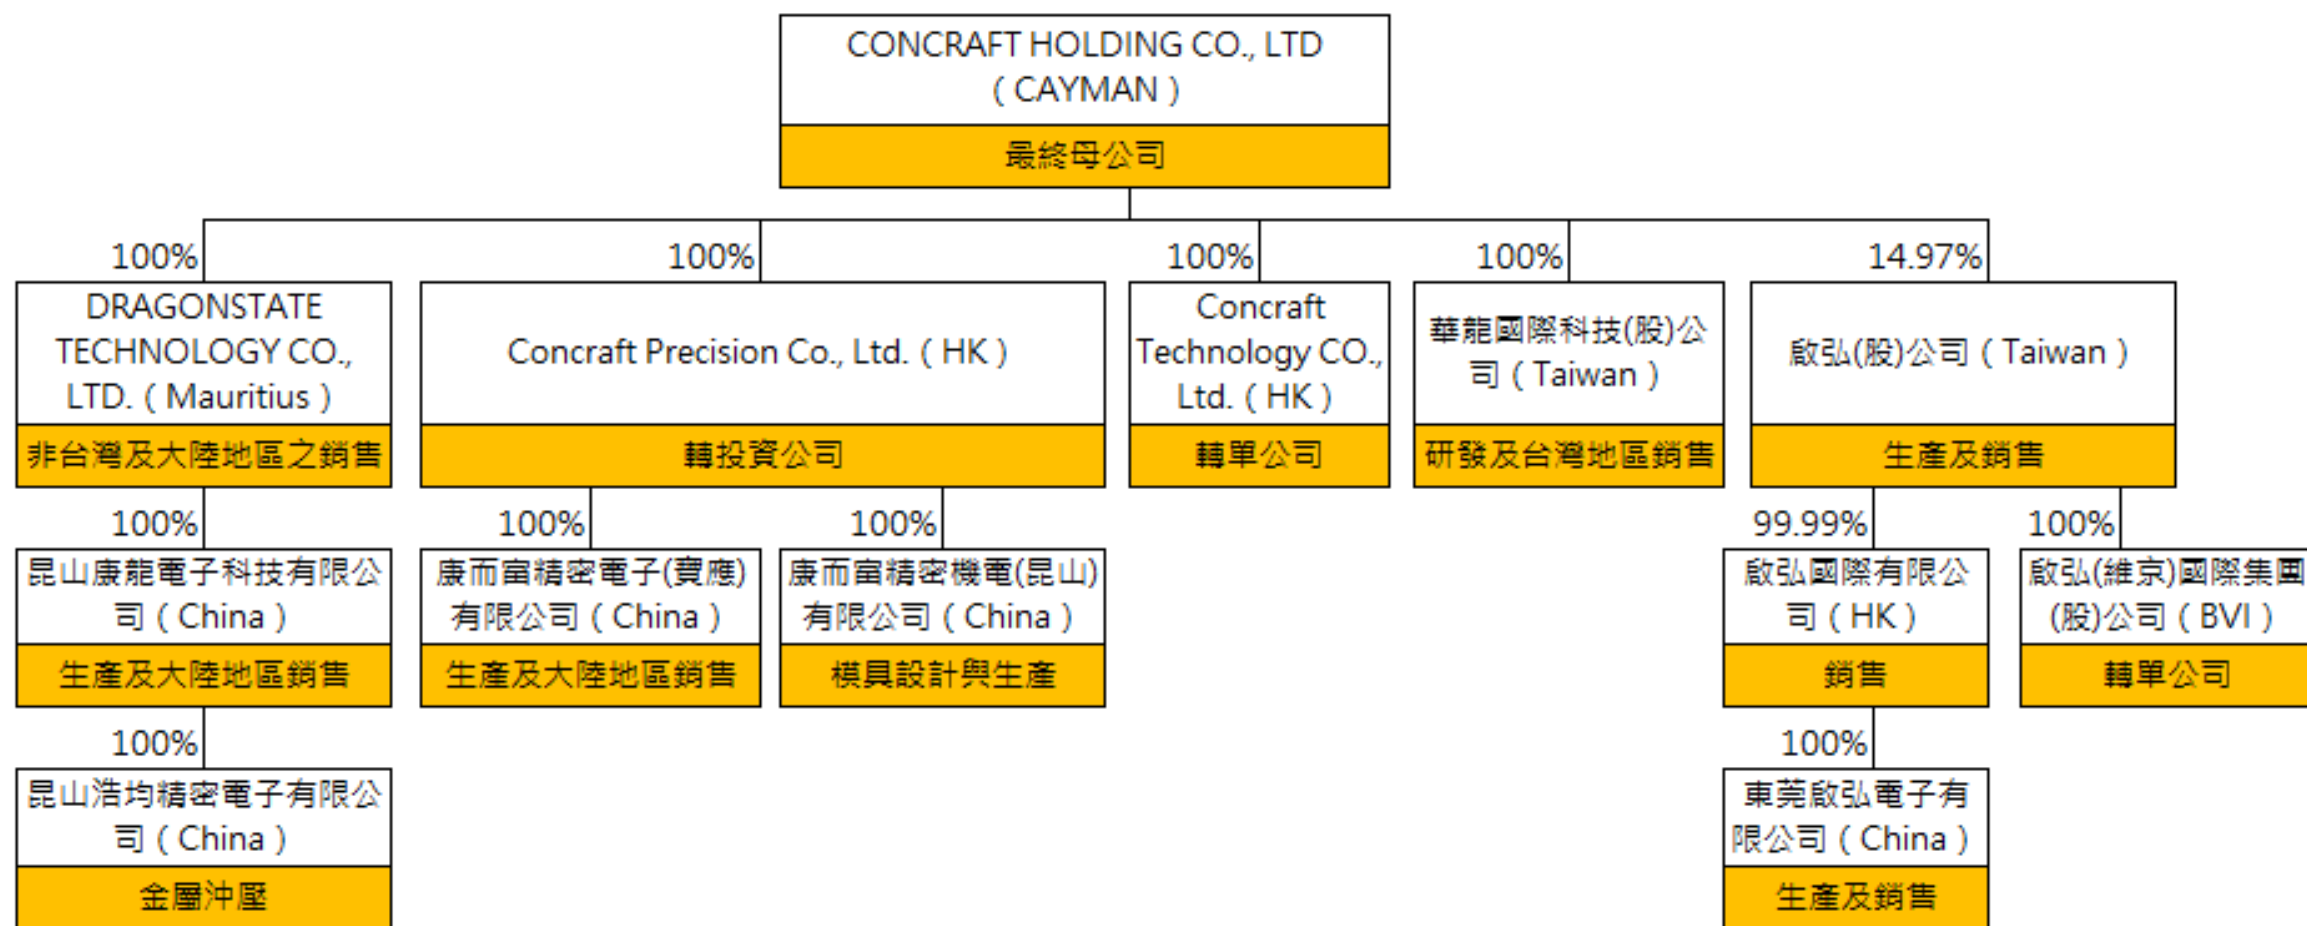 CONCRAFT HOLDING CO., LTD
( CAYMAN )
最終母公司
100%
100%
100%
100%
14.97%
DRAGONSTATE
TECHNOLOGY CO.,
LTD. ( Mauritius )
非台灣及大陸地區之銷售
Concraft Precision Co., Ltd. ( HK )
轉投資公司
Concraft
Technology CO.,
Ltd. ( HK )
轉單公司
華龍國際科技(股)公
司 ( Taiwan )
研發及台灣地區銷售
啟弘(股)公司 ( Taiwan )
生產及銷售
100%
100%
100%
99.99%
100%
昆山康龍電子科技有限公
司 ( China )
生產及大陸地區銷售
康而富精密電子(寶應)
有限公司 ( China )
生產及大陸地區銷售
康而富精密機電(昆山)
有限公司 ( China )
模具設計與生產
啟弘國際有限公
司 ( HK )
銷售
啟弘(維京)國際集團
(股)公司 ( BVI )
轉單公司
100%
100%
昆山浩均精密電子有限公
司 ( China )
金屬沖壓
東莞啟弘電子有
限公司 ( China )
生產及銷售